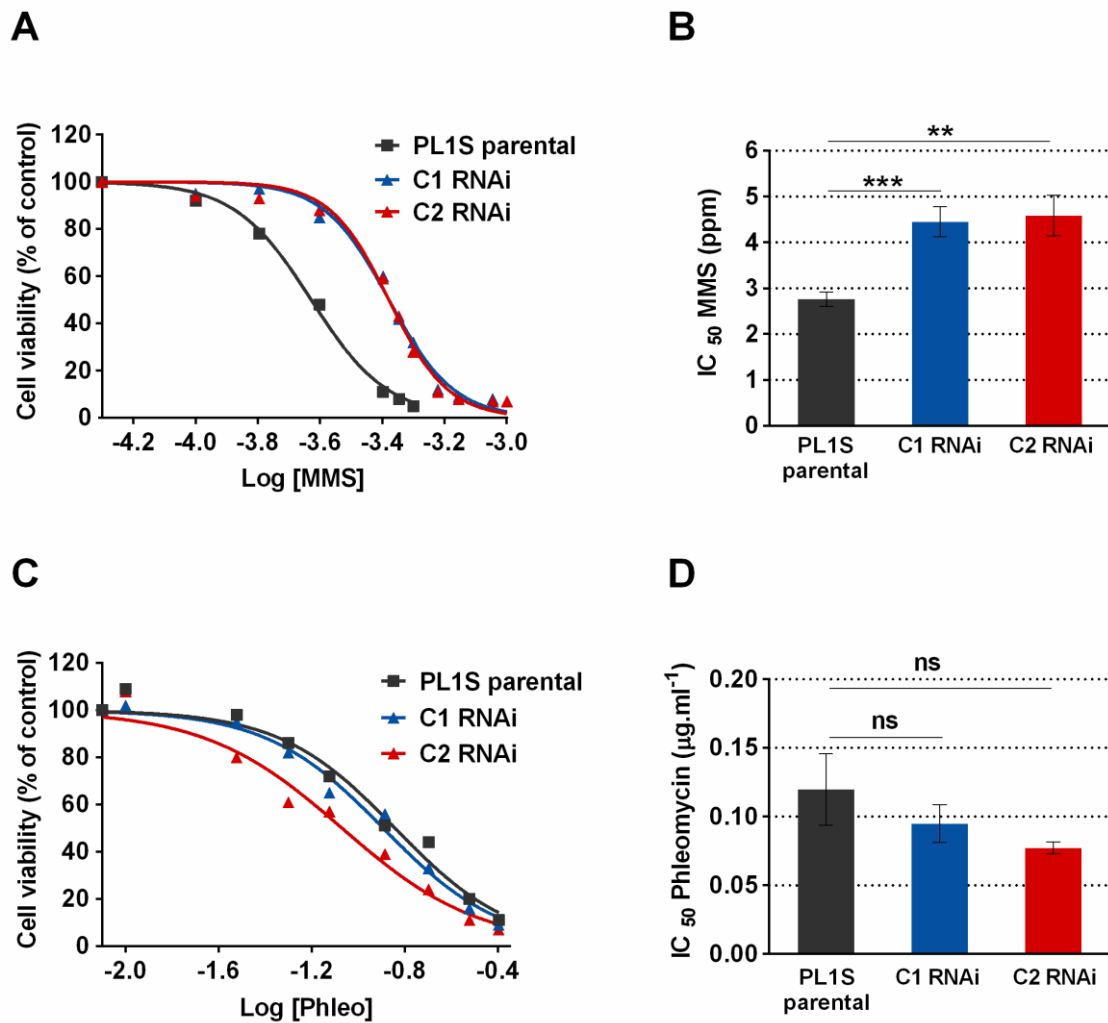 A
Cell viability (% of control)
120
100
80
60
40
20
0
-4.2 -4.0 -3.8 -3.6 -3.4 -3.2 -3.0
Log [MMS]
PL1S parental
C1 RNAi
C2 RNAi
B
**
***
IC 50 MMS (ppm)
6
5
4
3
2
1
0
PL1S
parental
C1 RNAi
C2 RNAi
C
Cell viability (% of control)
120
100
80
60
40
20
0
-2.0 -1.6 -1.2 -0.8 -0.4
Log [Phleo]
PL1S parental
C1 RNAi
C2 RNAi
D
ns
ns
IC 50 Phleomycin (µg.ml⁻¹)
0.20
0.15
0.10
0.05
0.00
PL1S
parental
C1 RNAi
C2 RNAi